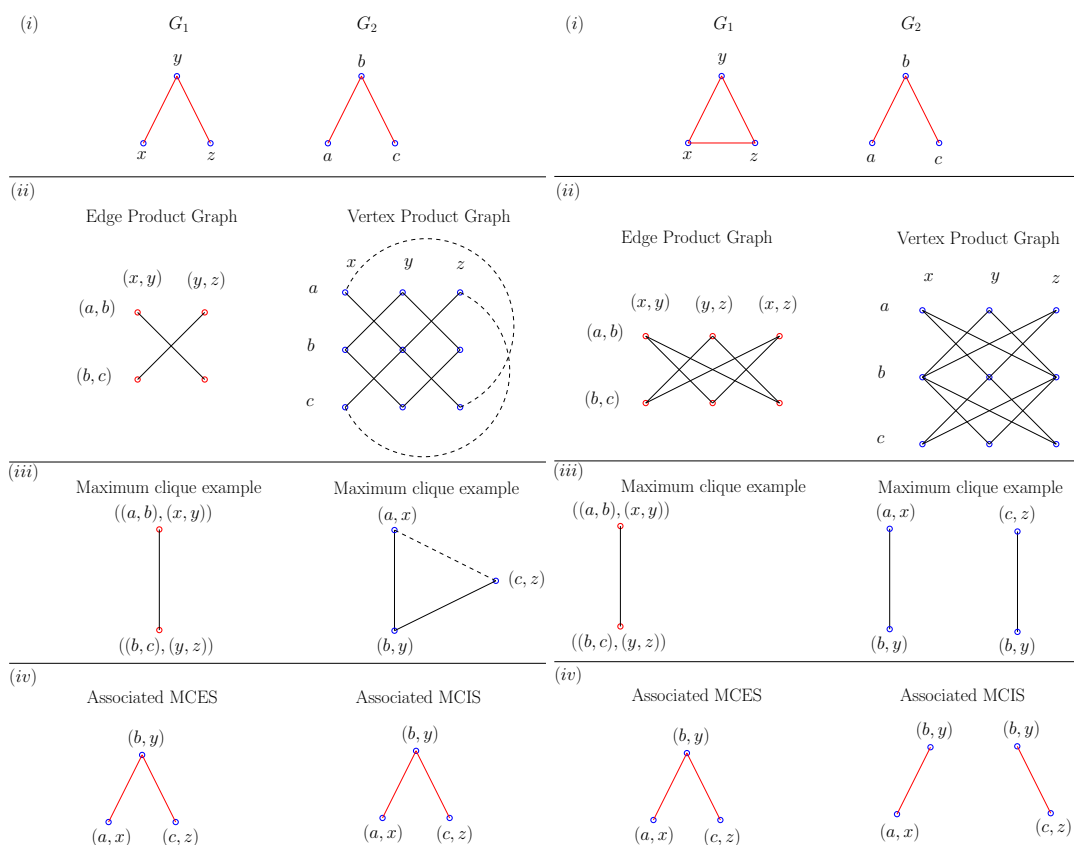 (i)
G1 G2
y b
x z a c
(ii)
Edge Product Graph
Vertex Product Graph
(x, y) (y, z)
(a, b)
(b, c)
x y z
a
b
c
(iii)
Maximum clique example
((a, b), (x, y))
((b, c), (y, z))
Maximum clique example
(a, x)
(c, z)
(b, y)
(iv)
Associated MCES
(b, y)
(a, x) (c, z)
Associated MCIS
(b, y)
(a, x) (c, z)
(i)
G1 G2
y b
x z a c
(ii)
Edge Product Graph
Vertex Product Graph
(x, y) (y, z) (x, z)
(a, b)
(b, c)
x y z
a
b
c
(iii)
Maximum clique example
((a, b), (x, y))
((b, c), (y, z))
Maximum clique example
(a, x) (c, z)
(b, y) (b, y)
(iv)
Associated MCES
(b, y)
(a, x) (c, z)
Associated MCIS
(b, y) (b, y)
(a, x) (c, z)